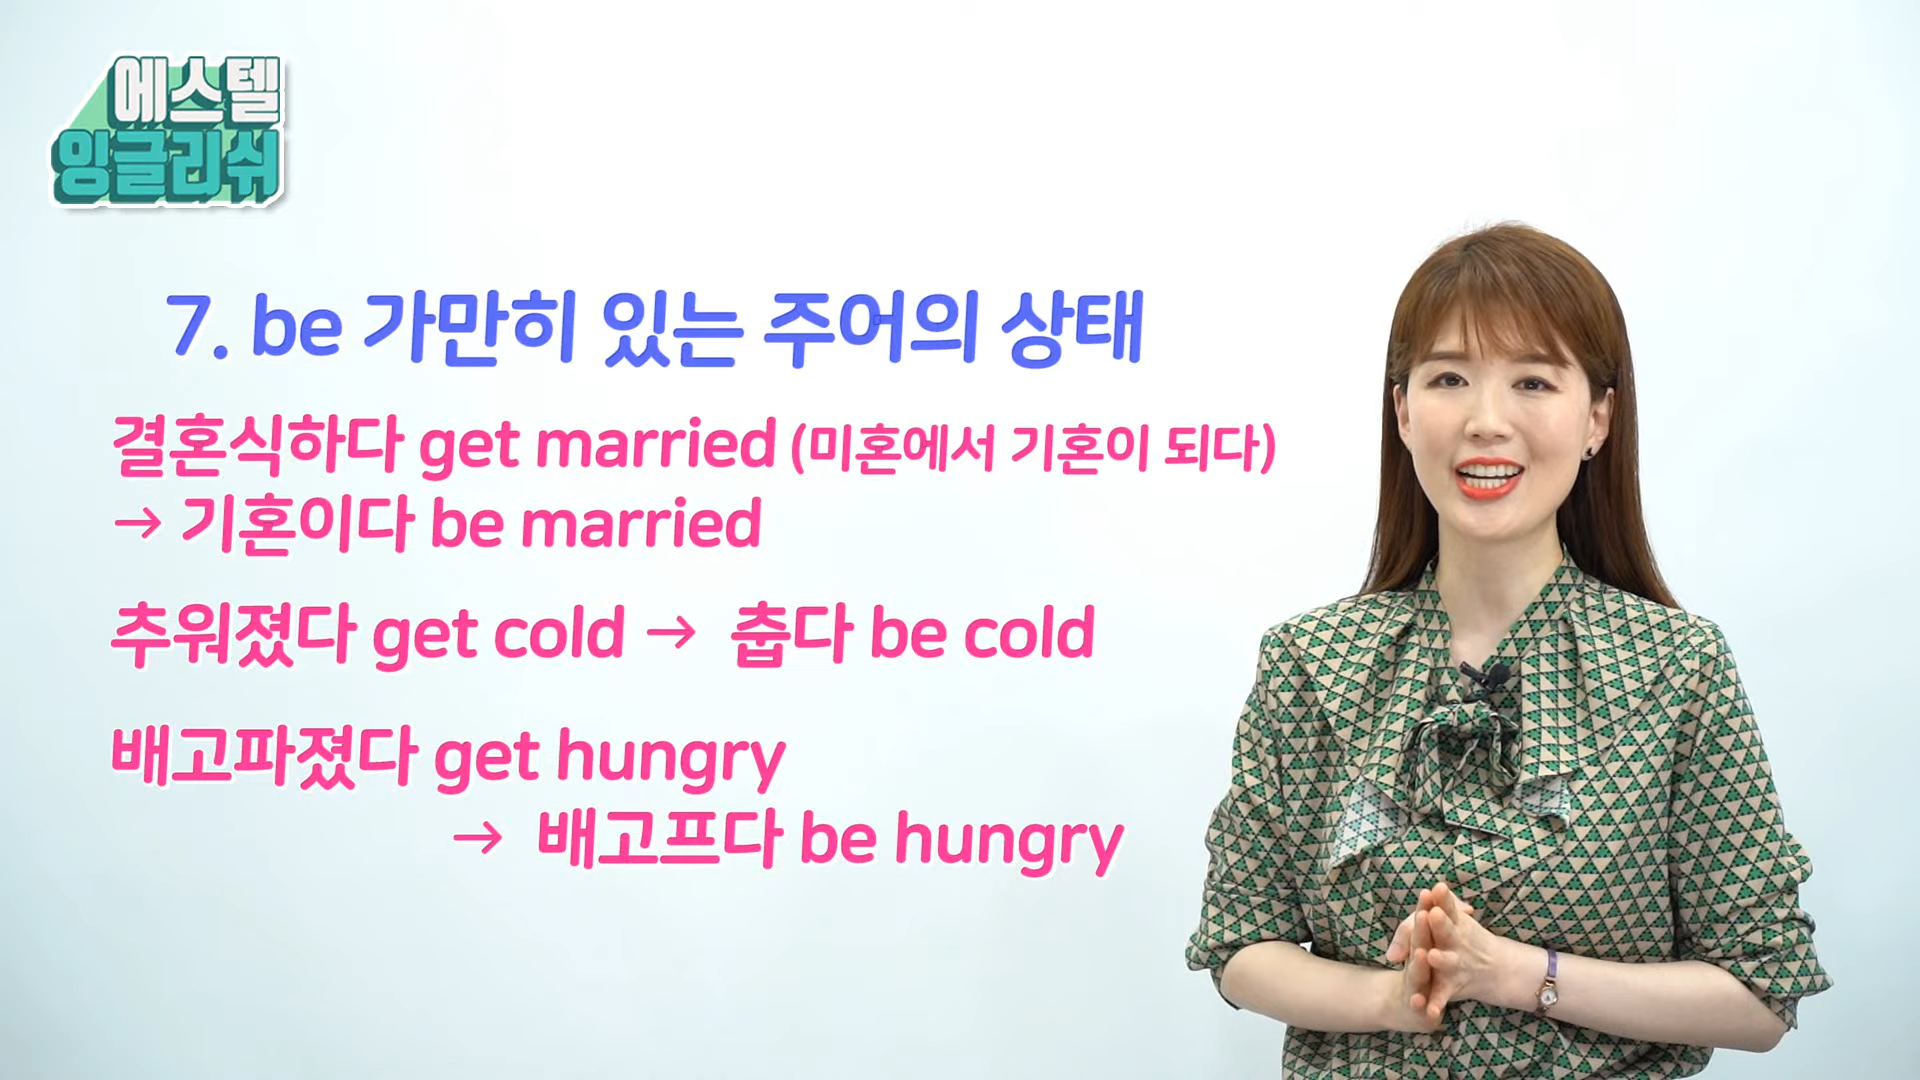 에스텔
잉글리쉬
7. be 가만히 있는 주어의 상태
결혼식하다 get married (미혼에서 기혼이 되다)
→ 기혼이다 be married
추워졌다 get cold → 춥다 be cold
배고파졌다 get hungry
→ 배고프다 be hungry